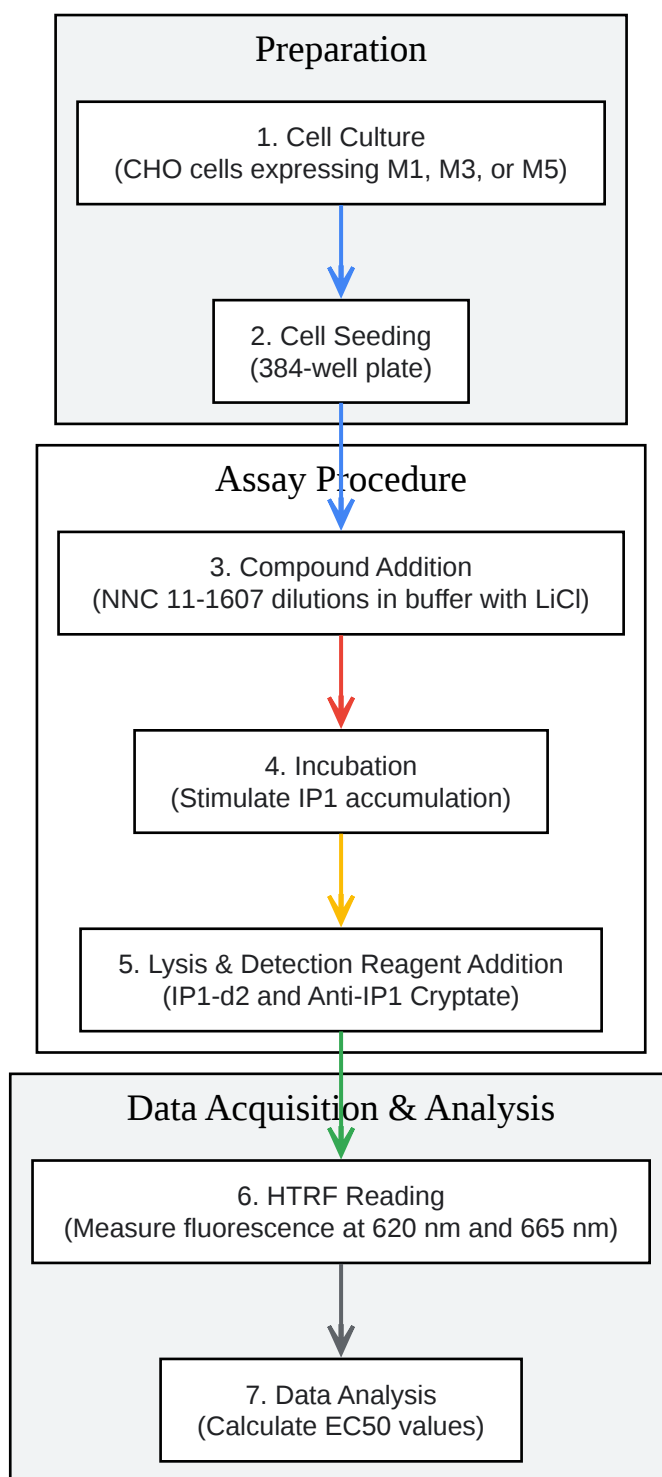 Preparation
1. Cell Culture
(CHO cells expressing M1, M3, or M5)
2. Cell Seeding
(384-well plate)
Assay Procedure
3. Compound Addition
(NNC 11-1607 dilutions in buffer with LiCl)
4. Incubation
(Stimulate IP1 accumulation)
5. Lysis & Detection Reagent Addition
(IP1-d2 and Anti-IP1 Cryptate)
Data Acquisition & Analysis
6. HTRF Reading
(Measure fluorescence at 620 nm and 665 nm)
7. Data Analysis
(Calculate EC50 values)